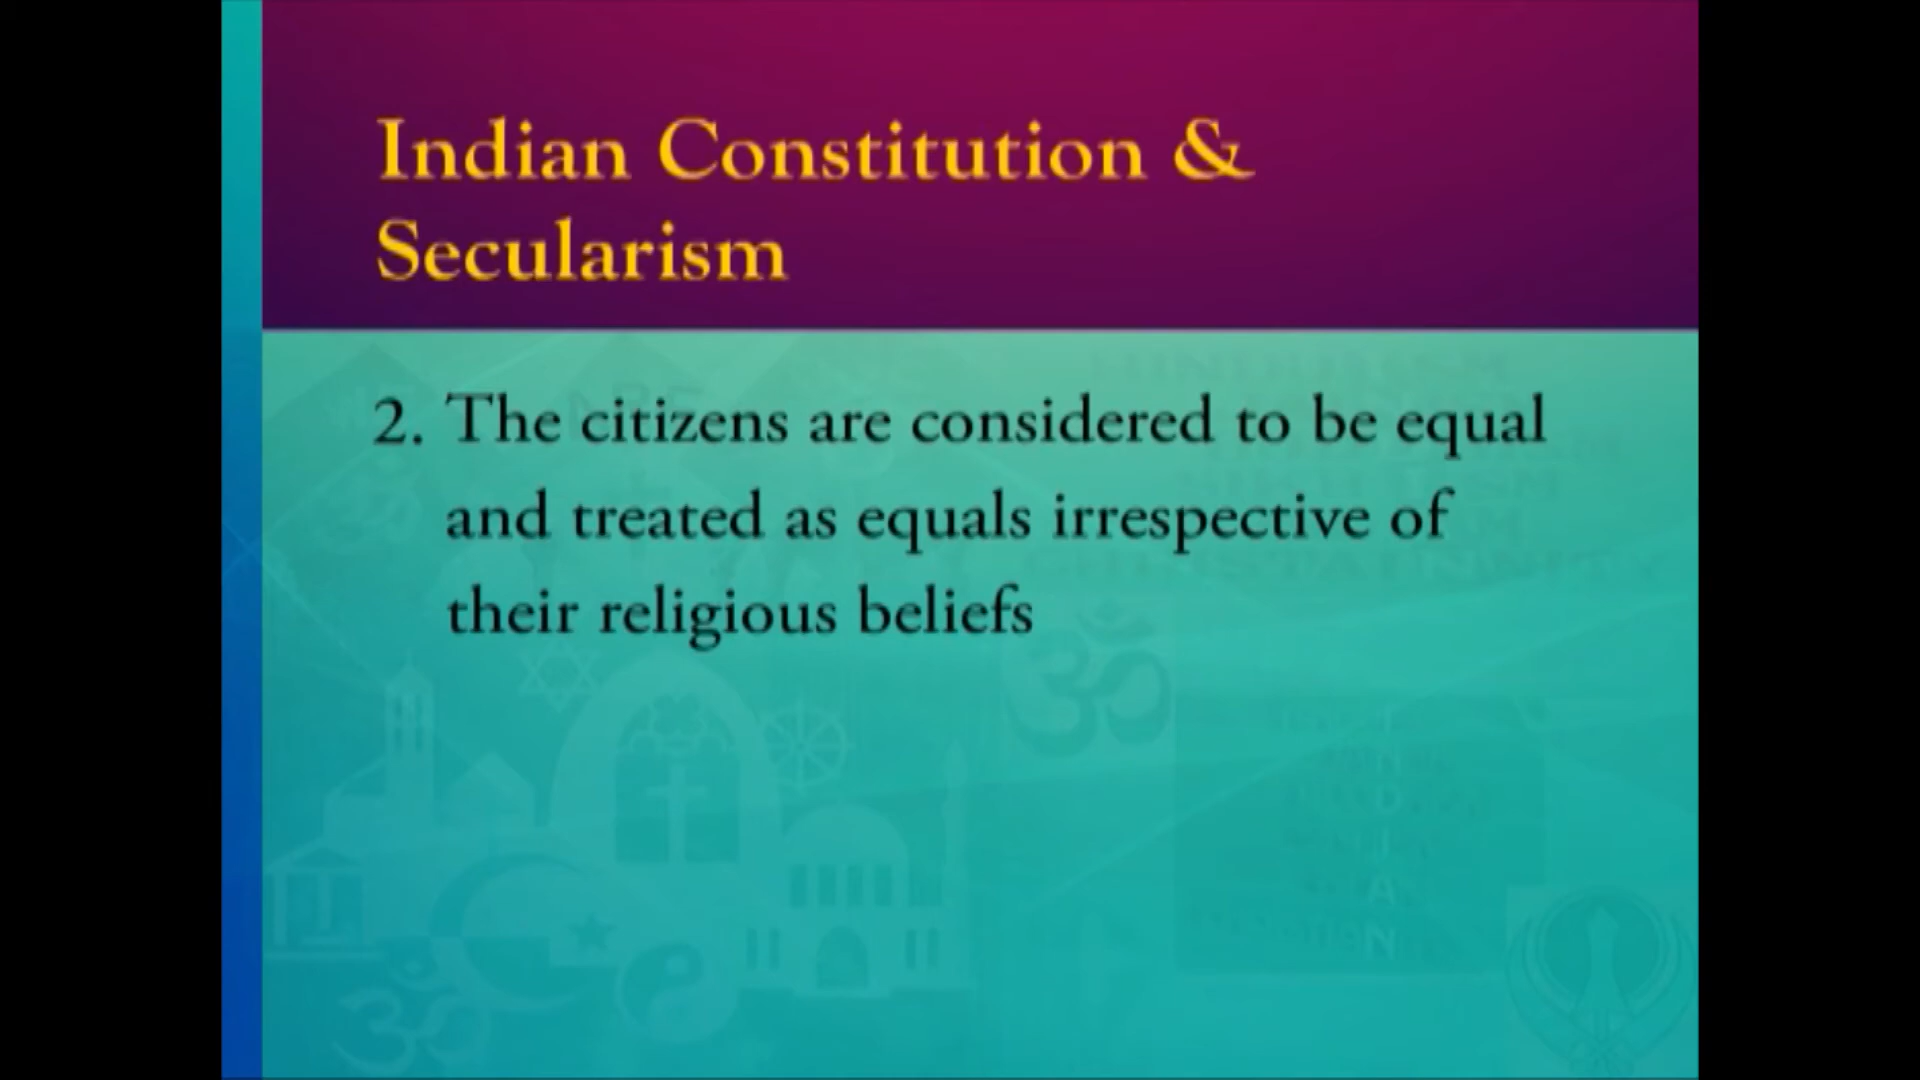 Indian Constitution &
Secularism
2. The citizens are considered to be equal
and treated as equals irrespective of
their religious beliefs